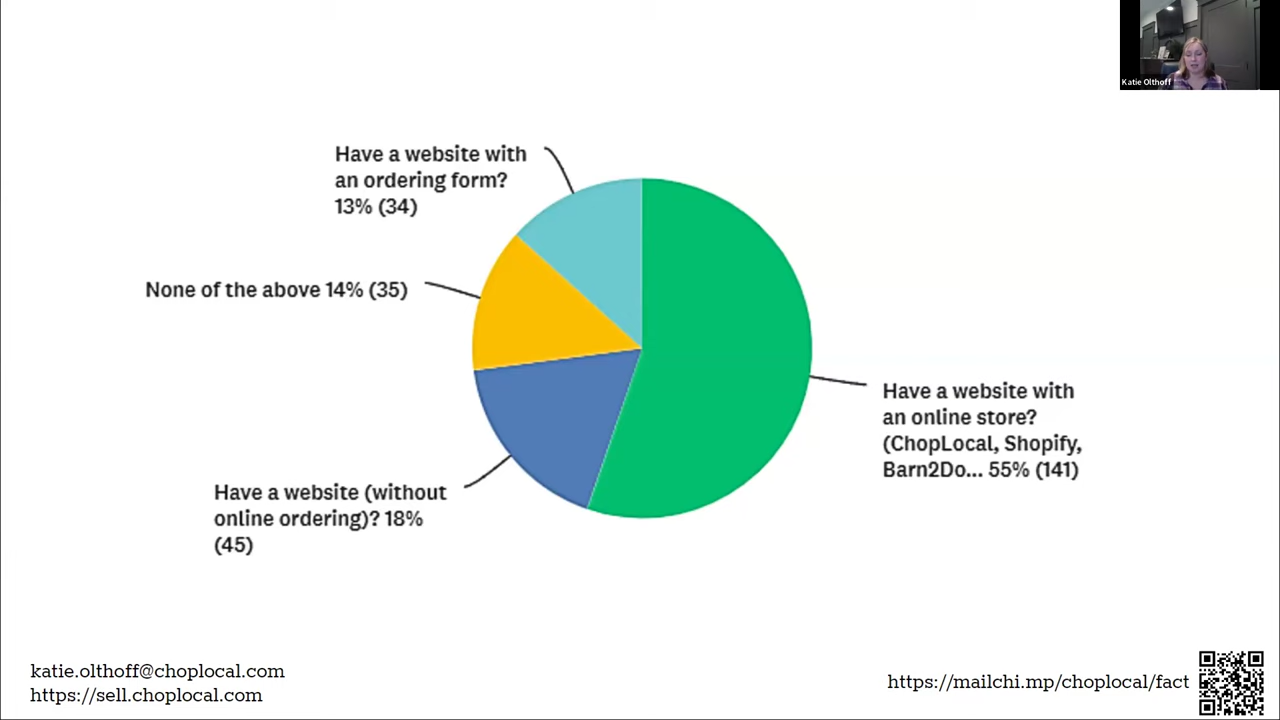 Katie Olthoff
Have a website with
an ordering form?
13% (34)
None of the above 14% (35)
Have a website with
an online store?
(ChopLocal, Shopify,
Barn2Do... 55% (141)
Have a website (without
online ordering)? 18%
(45)
katie.olthoff@choplocal.com
https://sell.choplocal.com
https://mailchi.mp/choplocal/fact